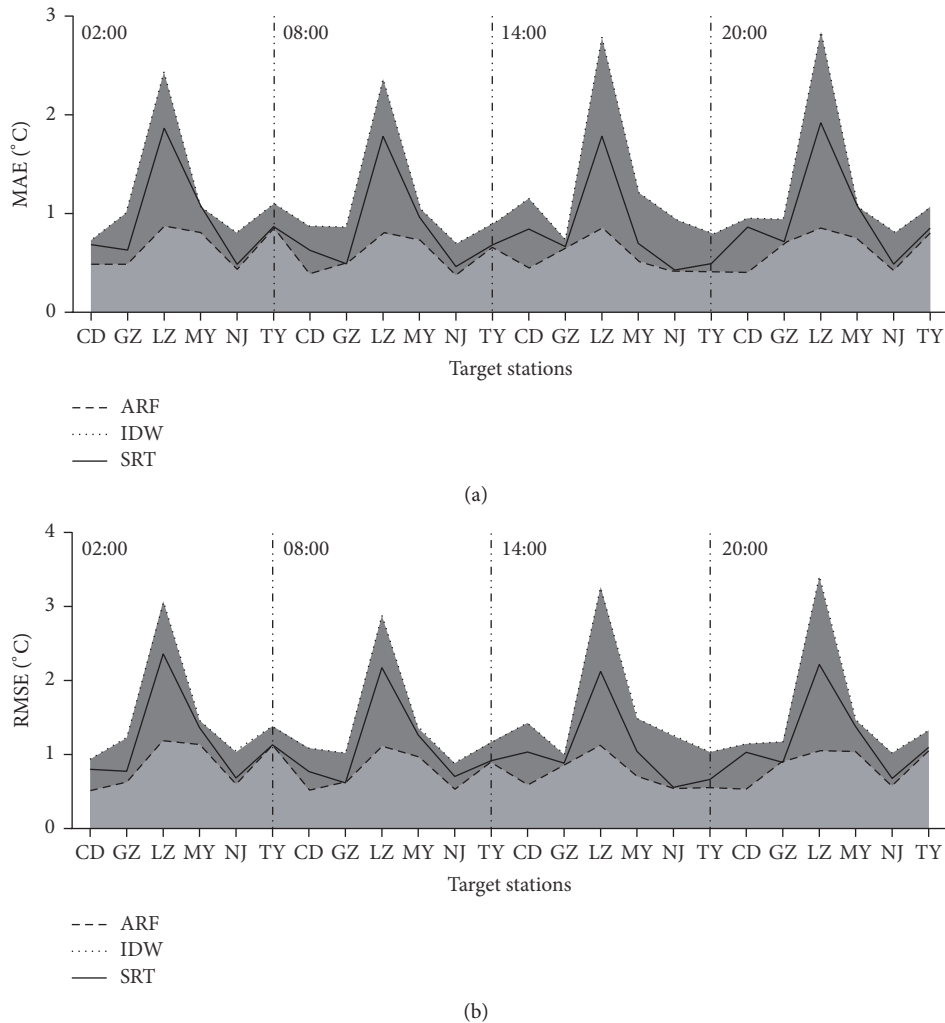 3
02:00 08:00 14:00 20:00
2
MAE (°C)
1
0
CD GZ LZ MY NJ TY CD GZ LZ MY NJ TY CD GZ LZ MY NJ TY CD GZ LZ MY NJ TY
Target stations
ARF
IDW
SRT
(a)
4
02:00 08:00 14:00 20:00
3
RMSE (°C)
2
1
0
CD GZ LZ MY NJ TY CD GZ LZ MY NJ TY CD GZ LZ MY NJ TY CD GZ LZ MY NJ TY
Target stations
ARF
IDW
SRT
(b)